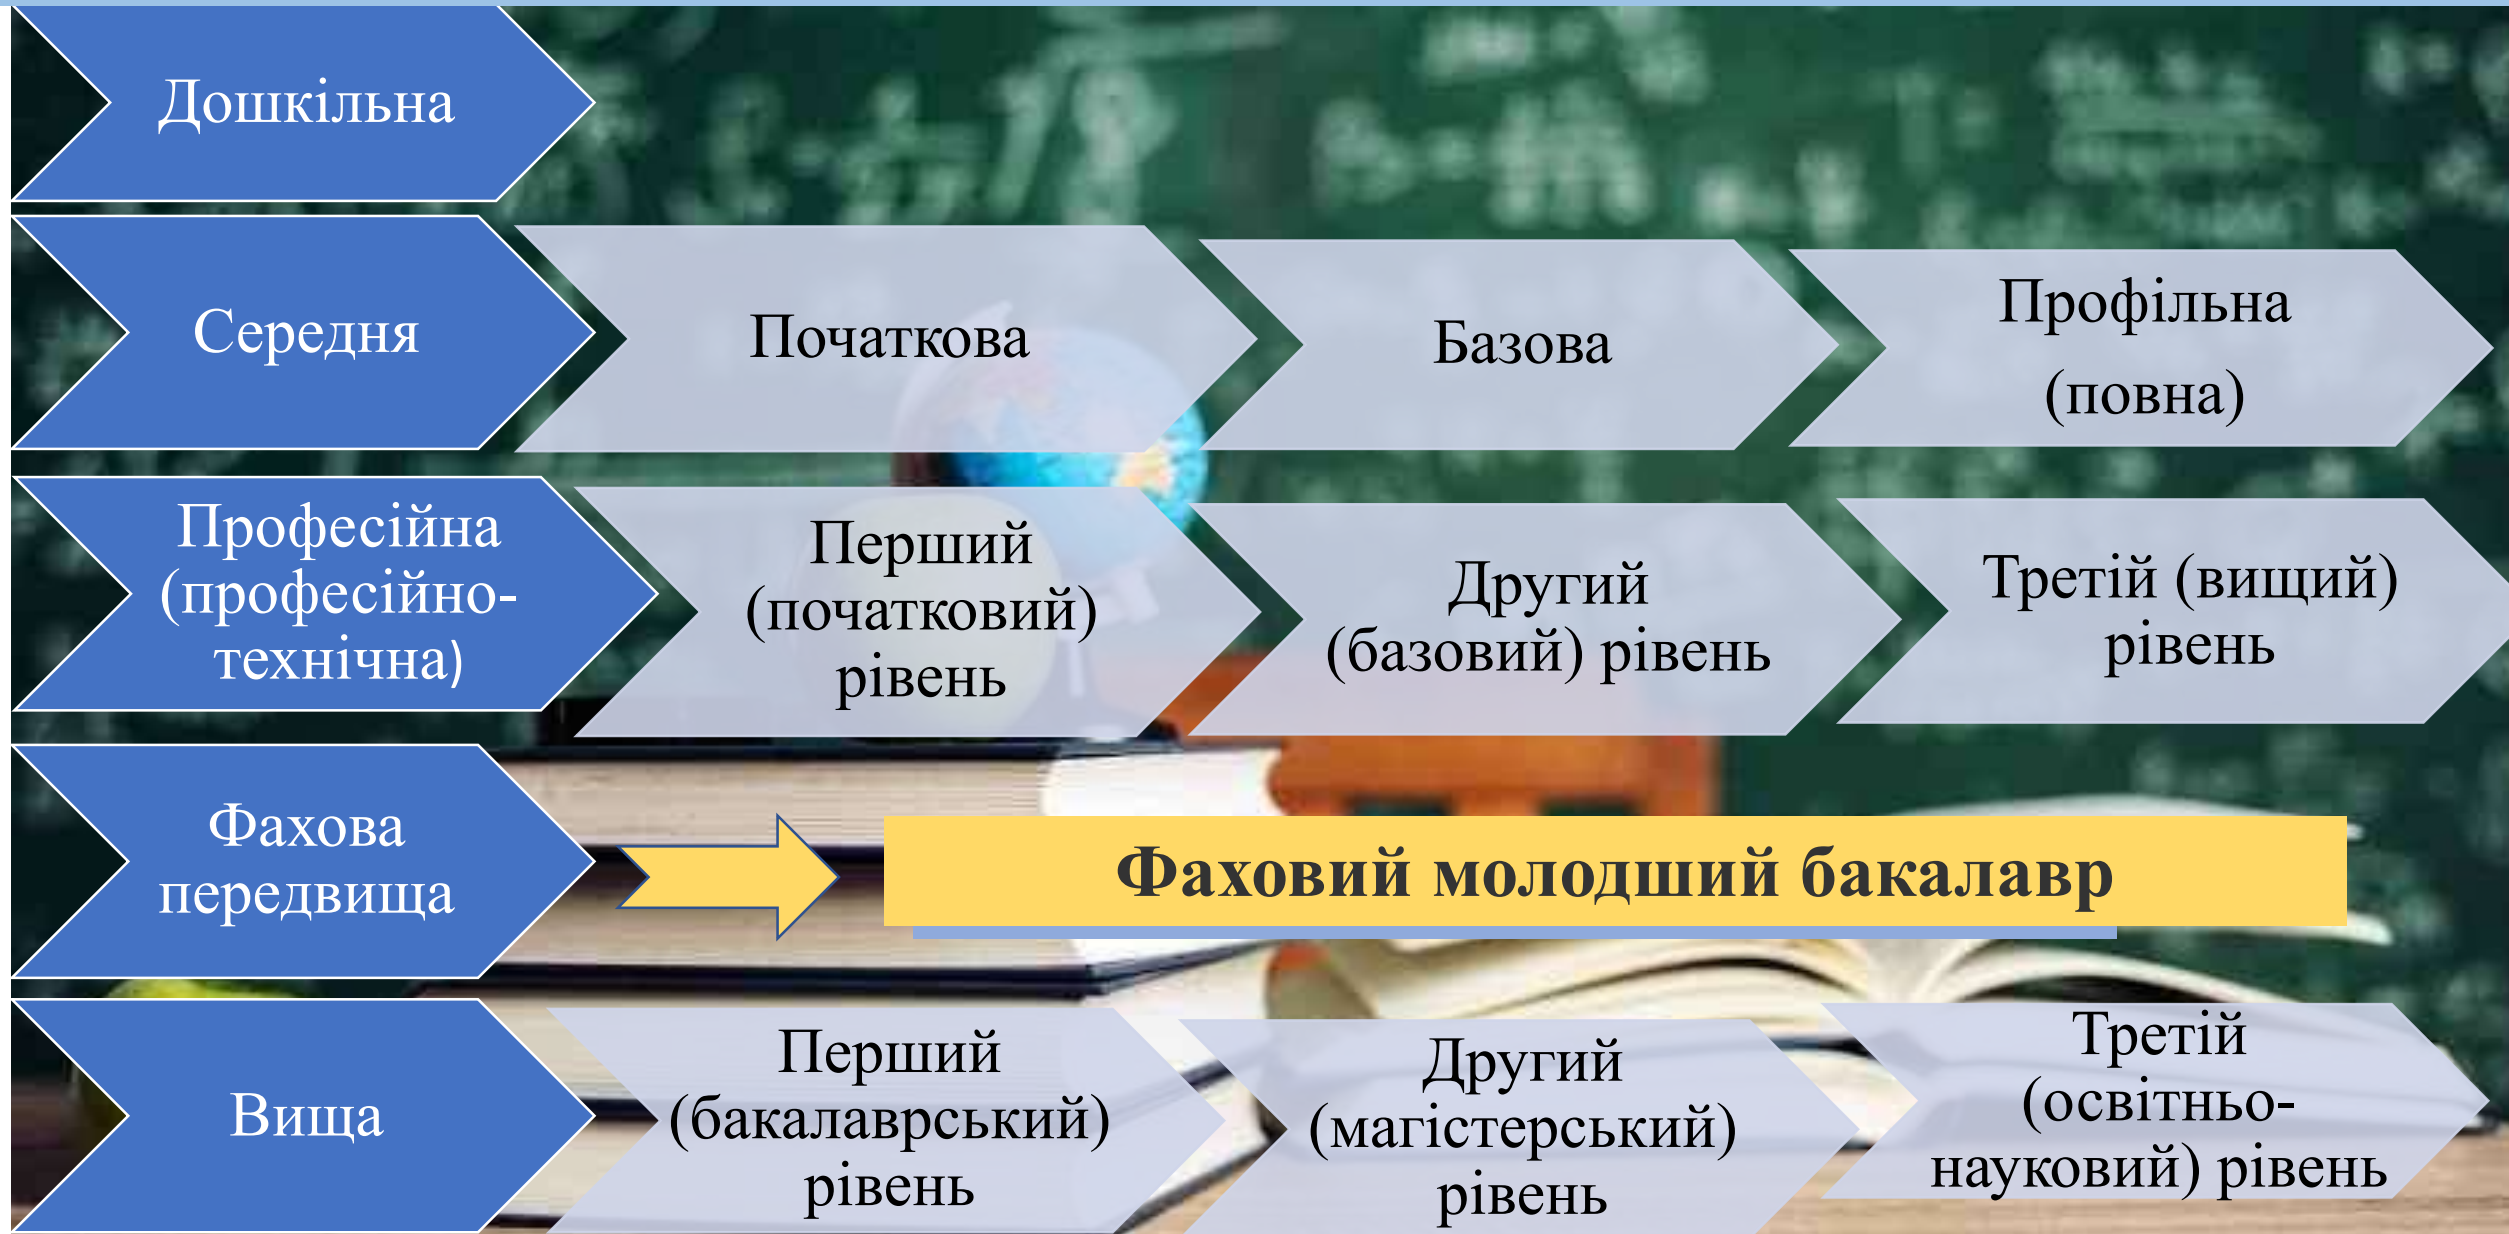 Дошкільна
Середня
Початкова
Базова
Профільна
(повна)
Професійна
(професійно-
технічна)
Перший
(початковий)
рівень
Другий
(базовий) рівень
Третій (вищий)
рівень
Фахова
передвища
Фаховий молодший бакалавр
Вища
Перший
(бакалаврський)
рівень
Другий
(магістерський)
рівень
Третій
(освітньо-
науковий) рівень